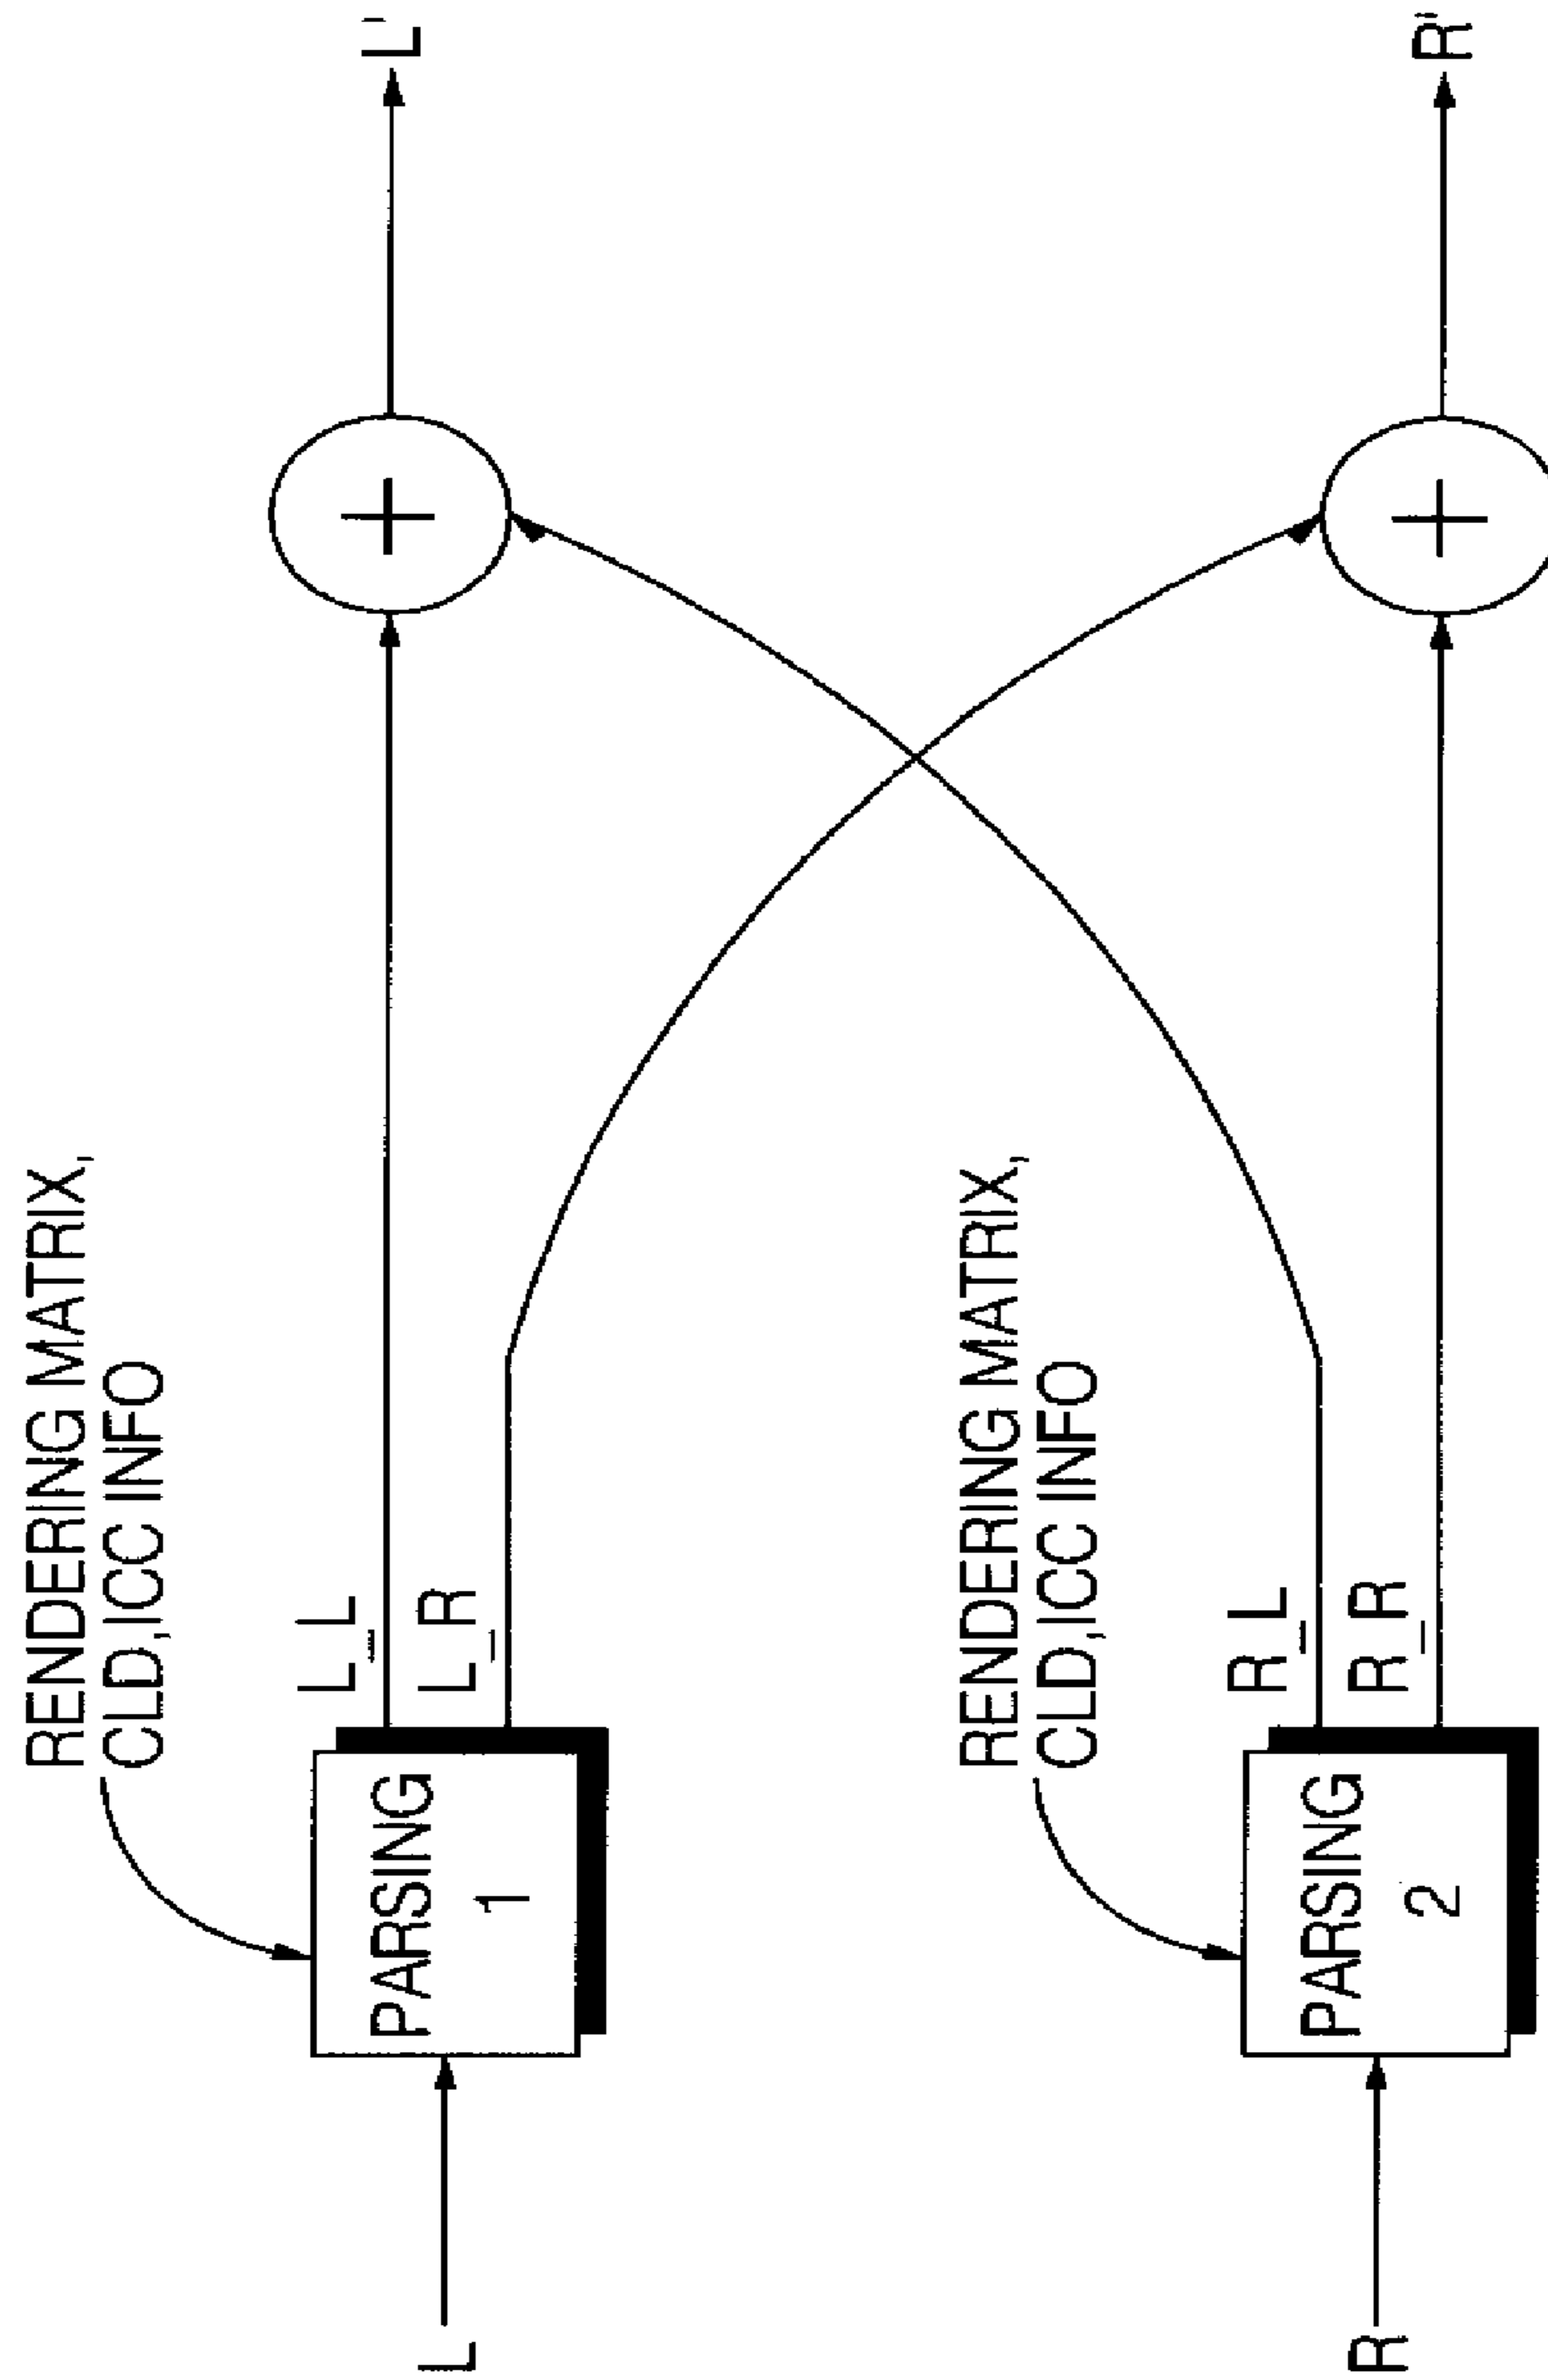 RENDERING MATRIX,
CLD,ICC INFO
L
PARSING
1
L_L
L_R
+
L'
RENDERING MATRIX,
CLD,ICC INFO
R
PARSING
2
R_L
R_R
+
R'